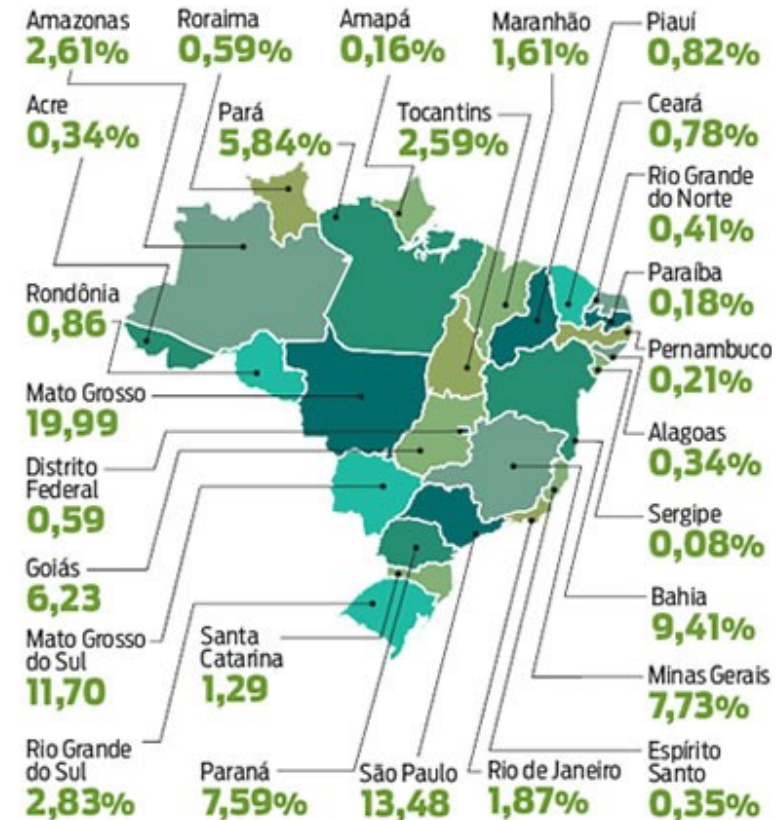 Amazonas
2,61%
Roraima
0,59%
Amapá
0,16%
Maranhão
1,61%
Piauí
0,82%
Acre
0,34%
Pará
5,84%
Tocantins
2,59%
Ceará
0,78%
Rio Grande
do Norte
0,41%
Paraíba
0,18%
Rondônia
0,86
Pernambuco
0,21%
Mato Grosso
19,99
Alagoas
0,34%
Distrito
Federal
0,59
Sergipe
0,08%
Goiás
6,23
Bahia
9,41%
Mato Grosso
do Sul
11,70
Santa
Catarina
1,29
Minas Gerais
7,73%
Rio Grande
do Sul
2,83%
Paraná
7,59%
São Paulo
13,48
Rio de Janeiro
1,87%
Espírito
Santo
0,35%